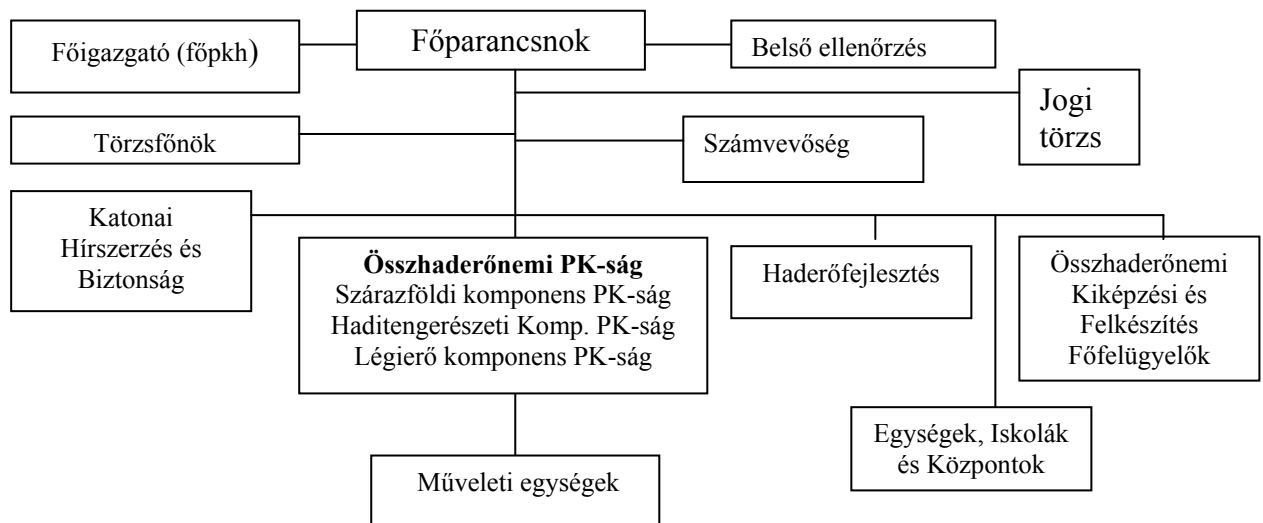 Főigazgató (főpkh)
Főparancsnok
Belső ellenőrzés
Jogi
törzs
Törzsfőnök
Számvevőség
Katonai
Hírszerzés és
Biztonság
Összhaderőnemi PK-ság
Szárazföldi komponens PK-ság
Haditengerészeti Komp. PK-ság
Légierő komponens PK-ság
Haderőfejlesztés
Összhaderőnemi
Kiképzési és
Felkészítés
Főfelügyelők
Egységek, Iskolák
és Központok
Műveleti egységek